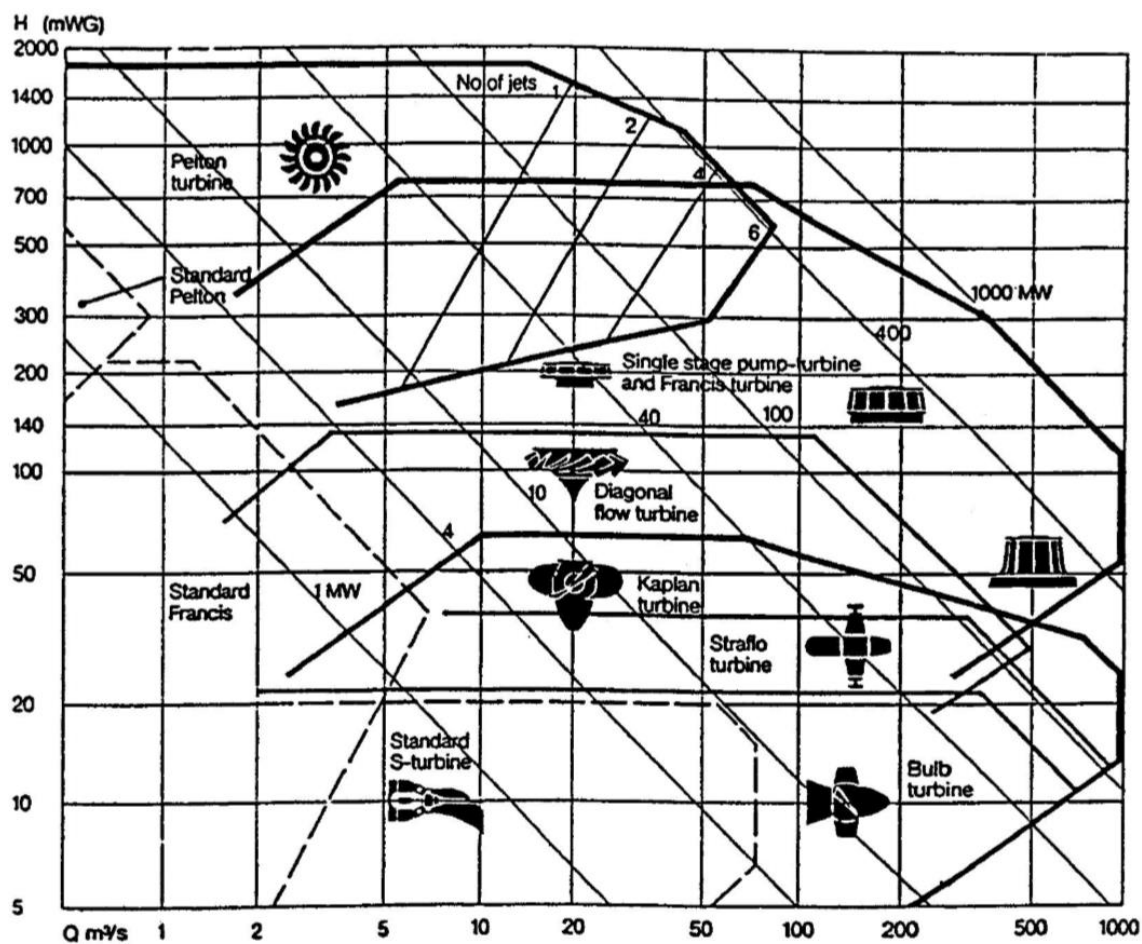 H (mWG)
2000
1400
1000
700
500
300
200
140
100
50
20
10
5
No of jets 1
2
4
6
Pelton
turbine
Standard
Pelton
1000 MW
400
Single stage pump-turbine
and Francis turbine
40
100
10
Diagonal
flow turbine
4
Standard
Francis
1 MW
Kaplan
turbine
Straflo
turbine
Standard
S-turbine
Bulb
turbine
Q m³/s 1 2 5 10 20 50 100 200 500 1000